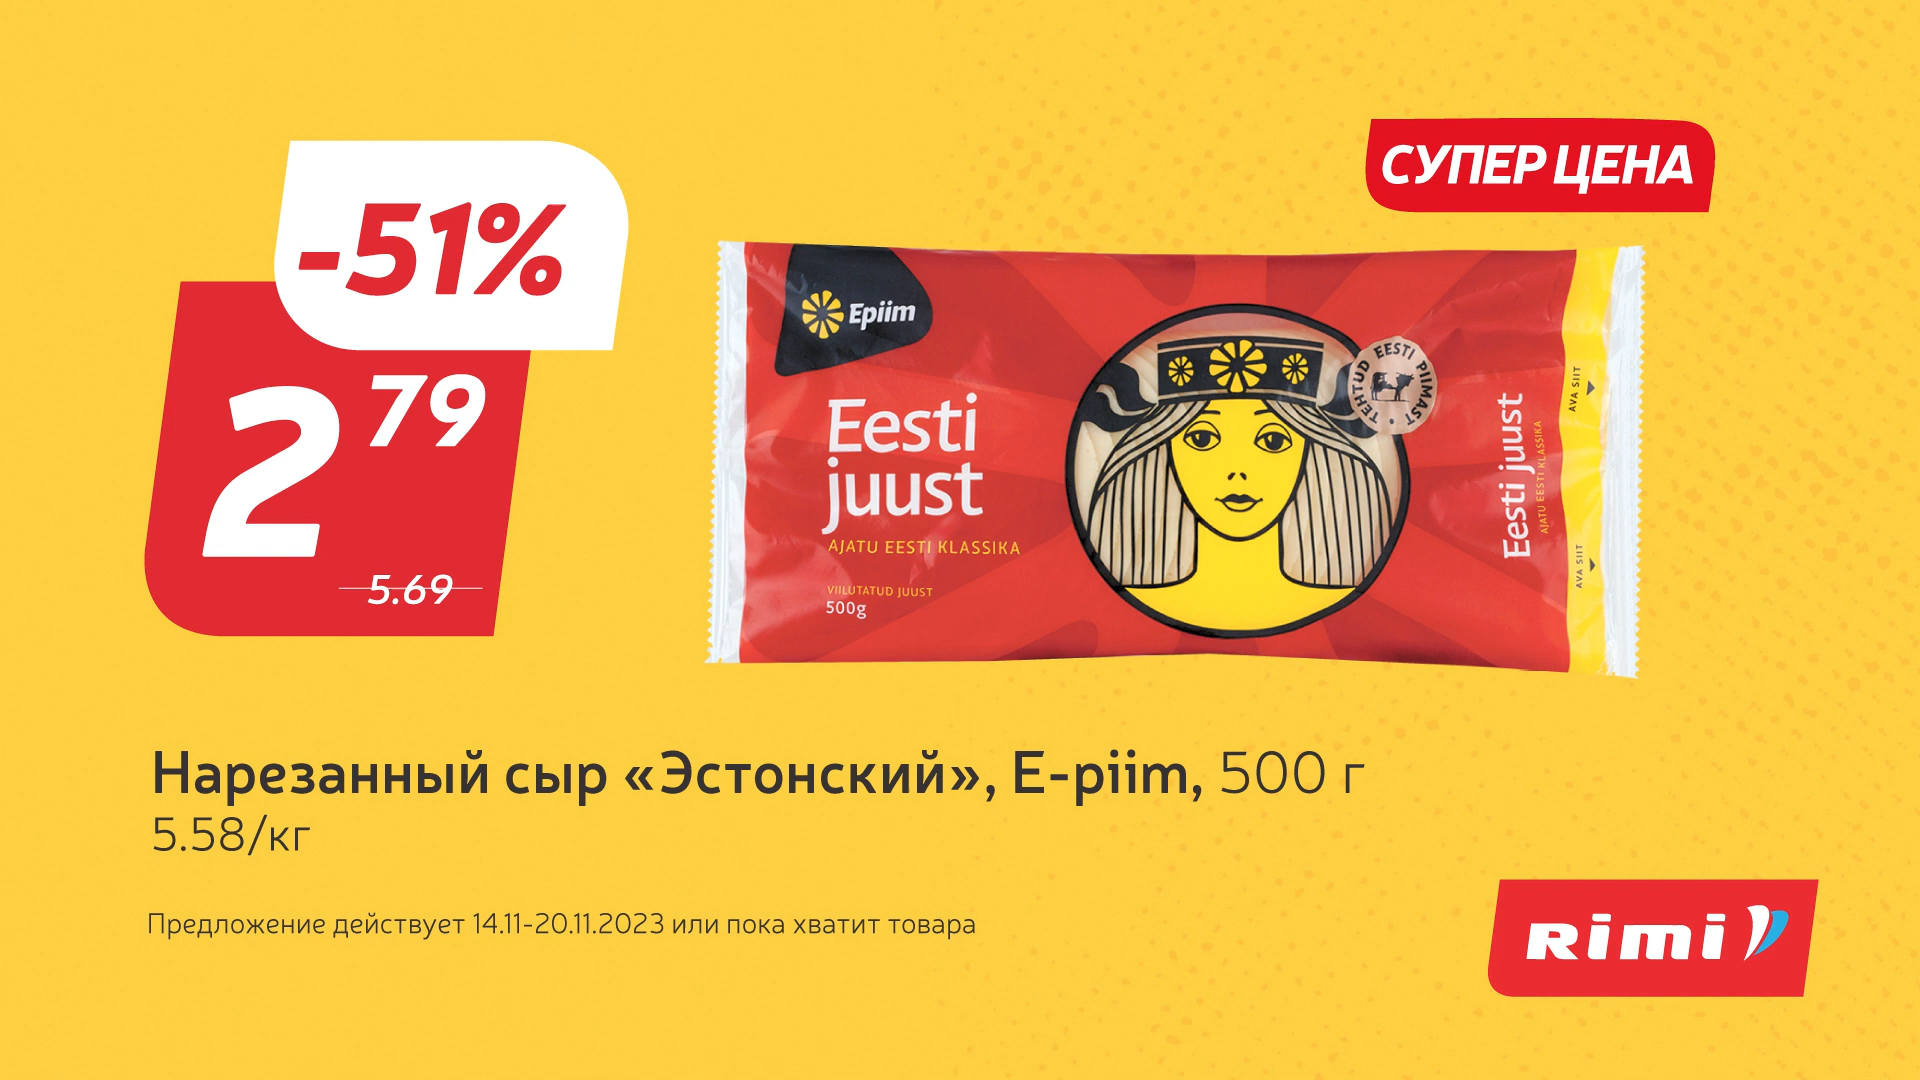 СУПЕР ЦЕНА
-51%
2 79
5.69
Epiim
Eesti
juust
AJATU EESTI KLASSIKA
VIILUTATUD JUUST
500g
TEHTUD EESTI PIIMAST
Eesti juust
AJATU EESTI KLASSIKA
AVA SIIT
AVA SIIT
Нарезанный сыр «Эстонский», E-piim, 500 г
5.58/кг
Предложение действует 14.11-20.11.2023 или пока хватит товара
Rimi